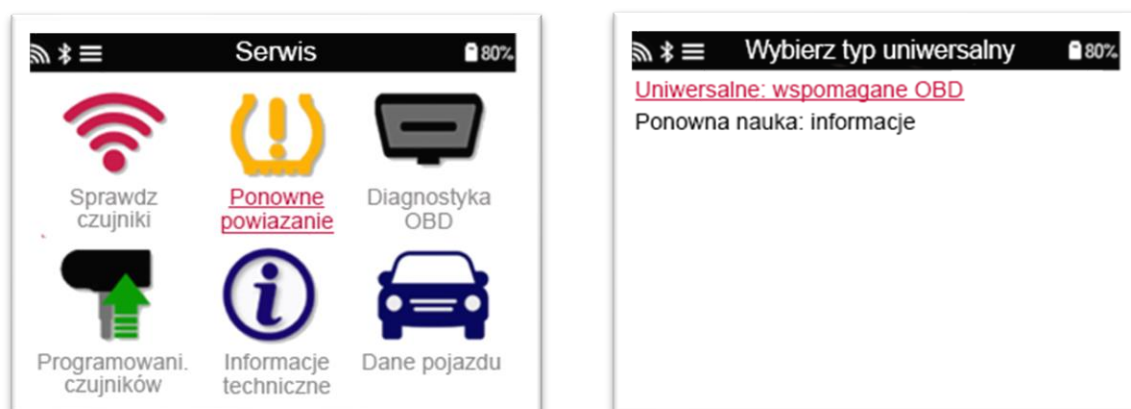 Serwis
80%
Sprawdz
czujniki
Ponowne
powiazanie
Diagnostyka
OBD
Programowani.
czujników
Informacje
techniczne
Dane pojazdu
Wybierz typ uniwersalny
80%
Uniwersalne: wspomagane OBD
Ponowna nauka: informacje